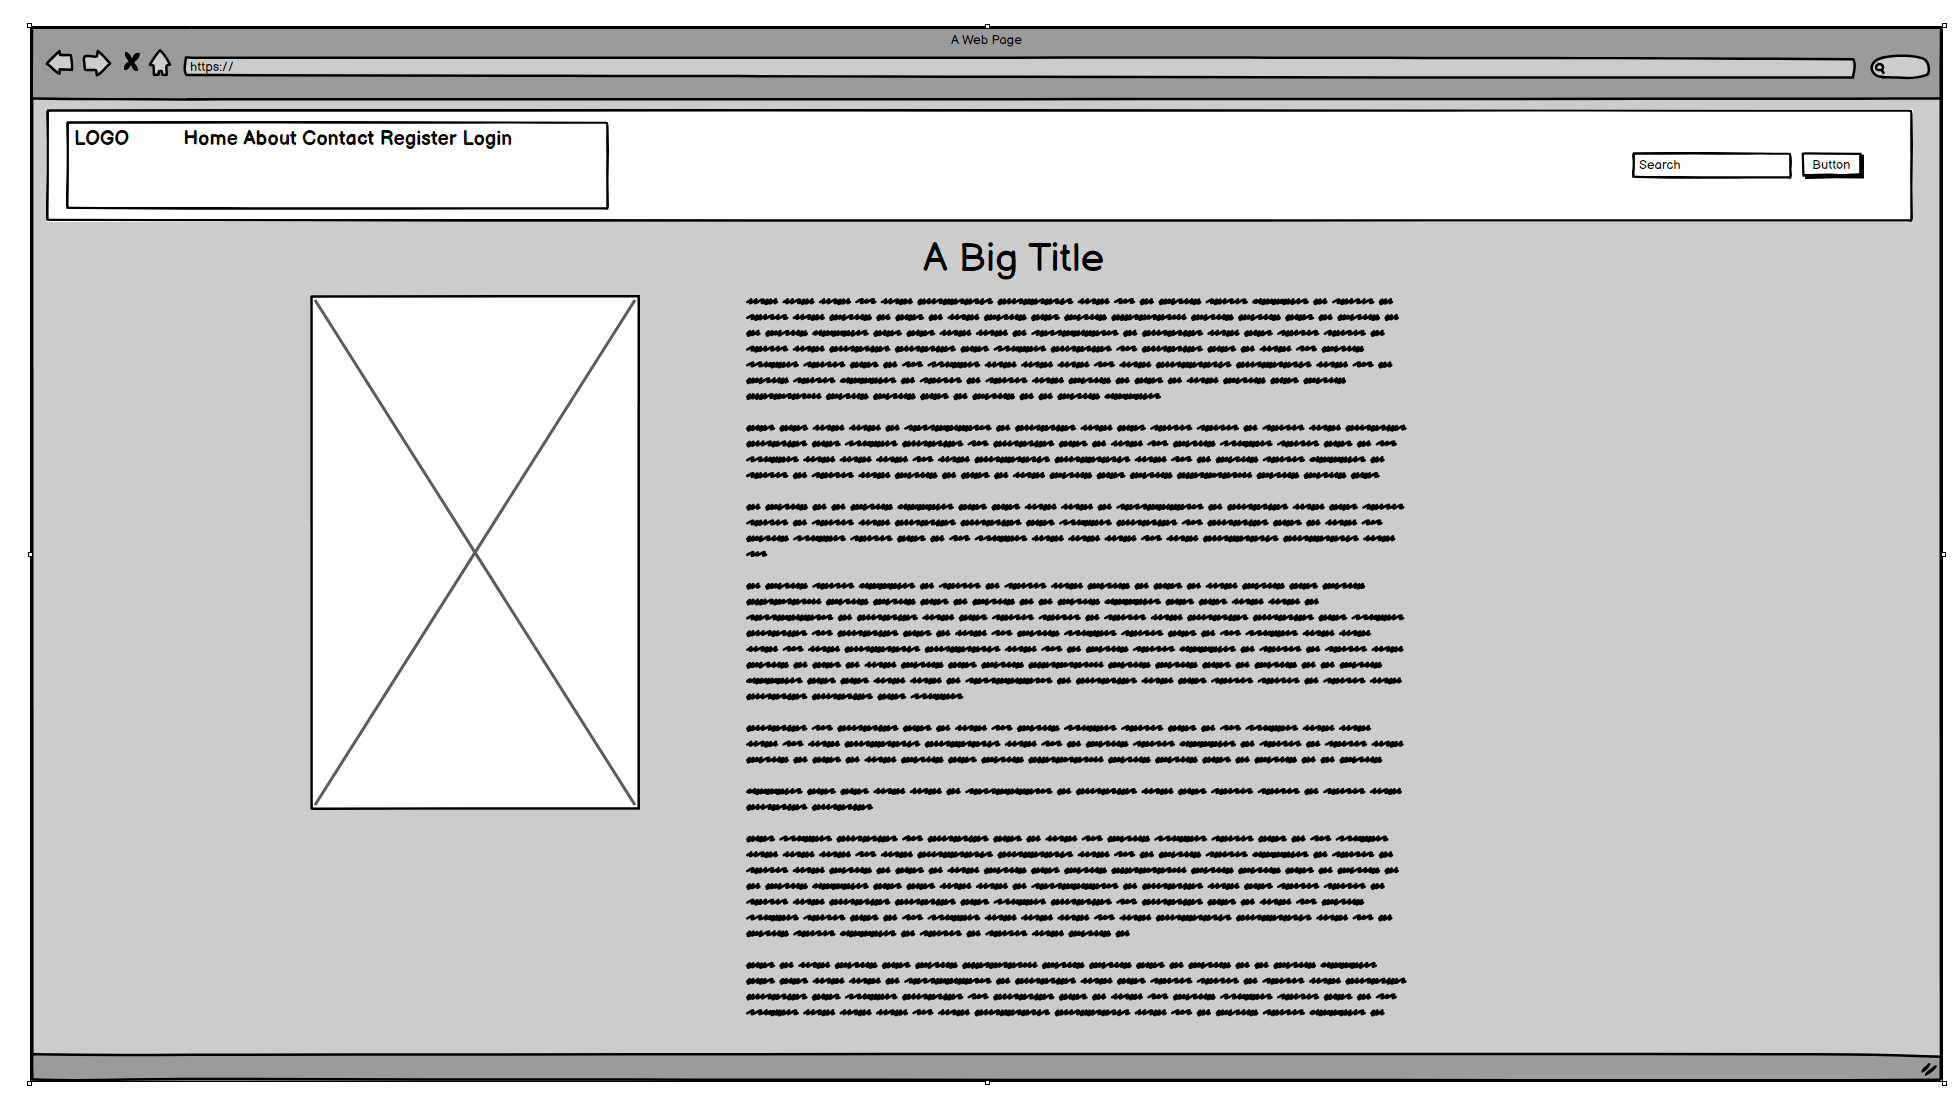 A Web Page
https://
LOGO Home About Contact Register Login
Search Button
A Big Title